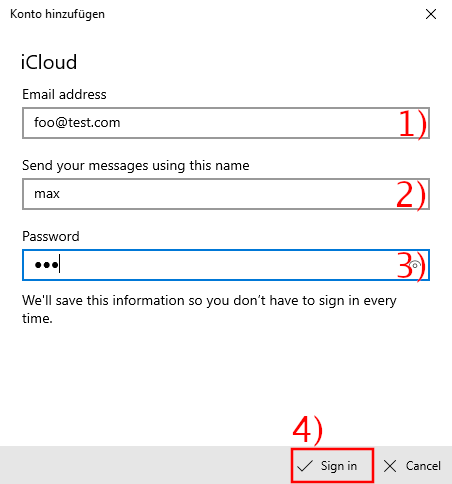 Konto hinzufügen
iCloud
Email address
foo@test.com
1)
Send your messages using this name
max
2)
Password
●●●
3)
We'll save this information so you don't have to sign in every
time.
4)
Sign in
Cancel